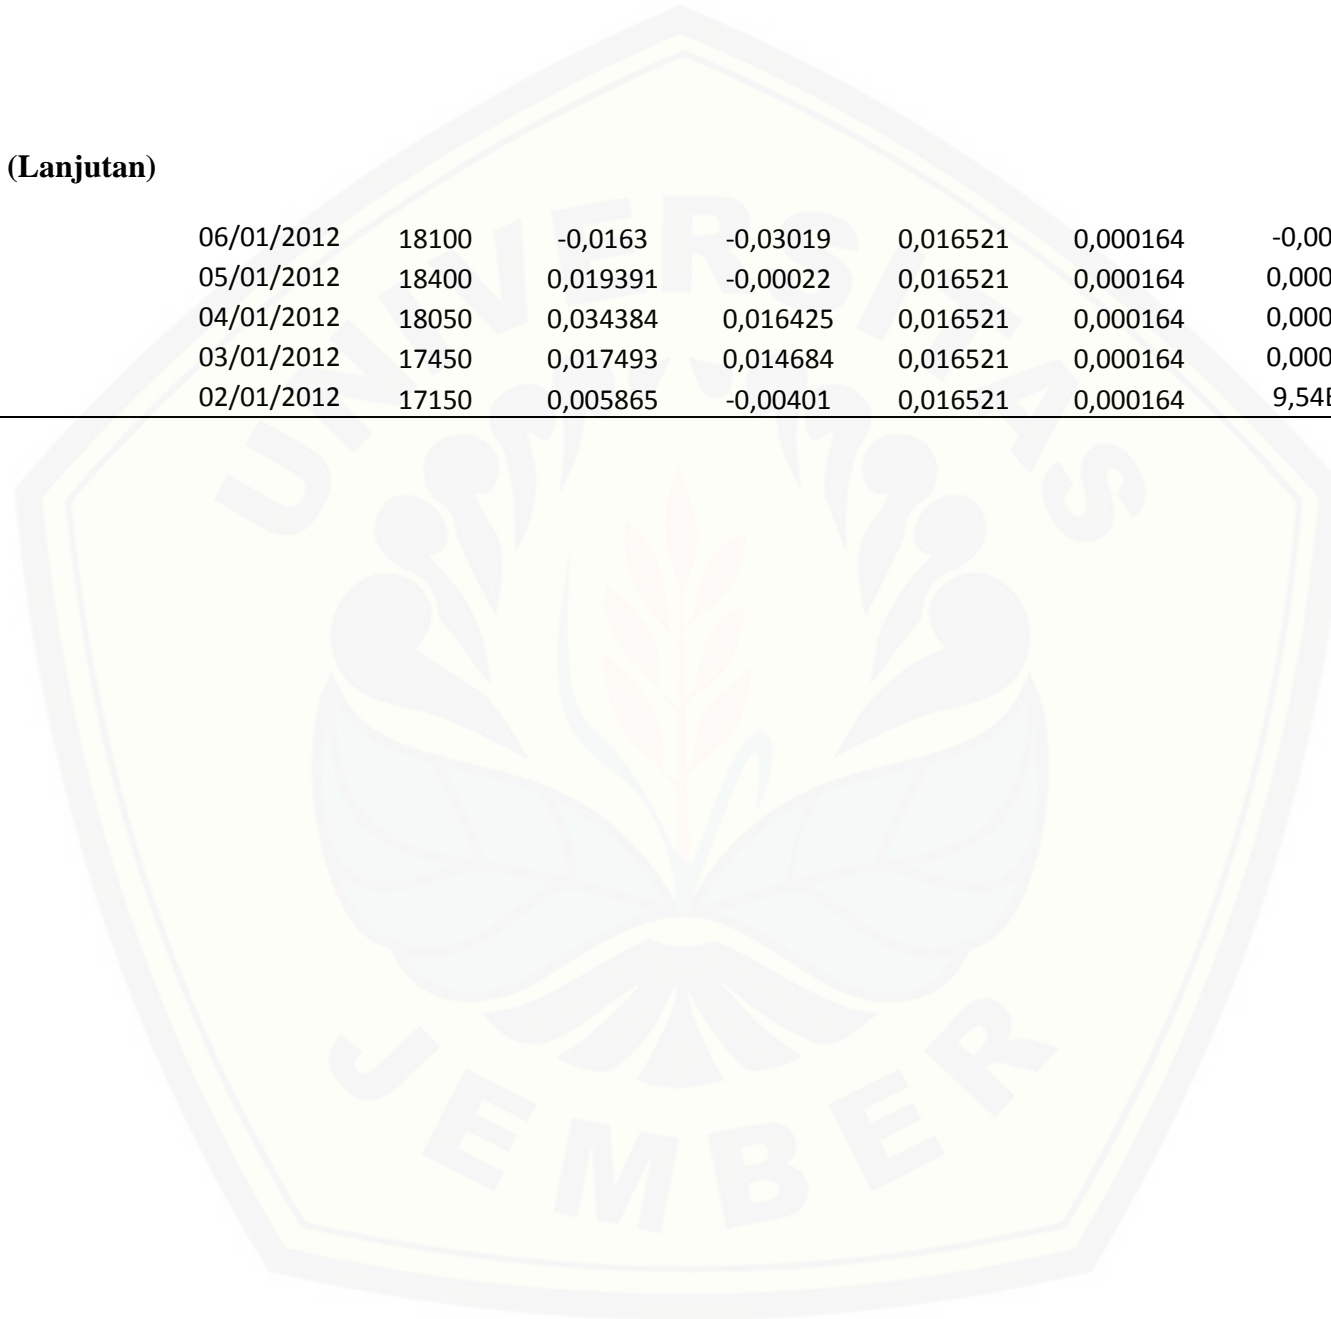 (Lanjutan)
06/01/2012 18100 -0,0163 -0,03019 0,016521 0,000164 -0,00
05/01/2012 18400 0,019391 -0,00022 0,016521 0,000164 0,000
04/01/2012 18050 0,034384 0,016425 0,016521 0,000164 0,000
03/01/2012 17450 0,017493 0,014684 0,016521 0,000164 0,000
02/01/2012 17150 0,005865 -0,00401 0,016521 0,000164 9,54E
UNIVERSITAS
JEMBER